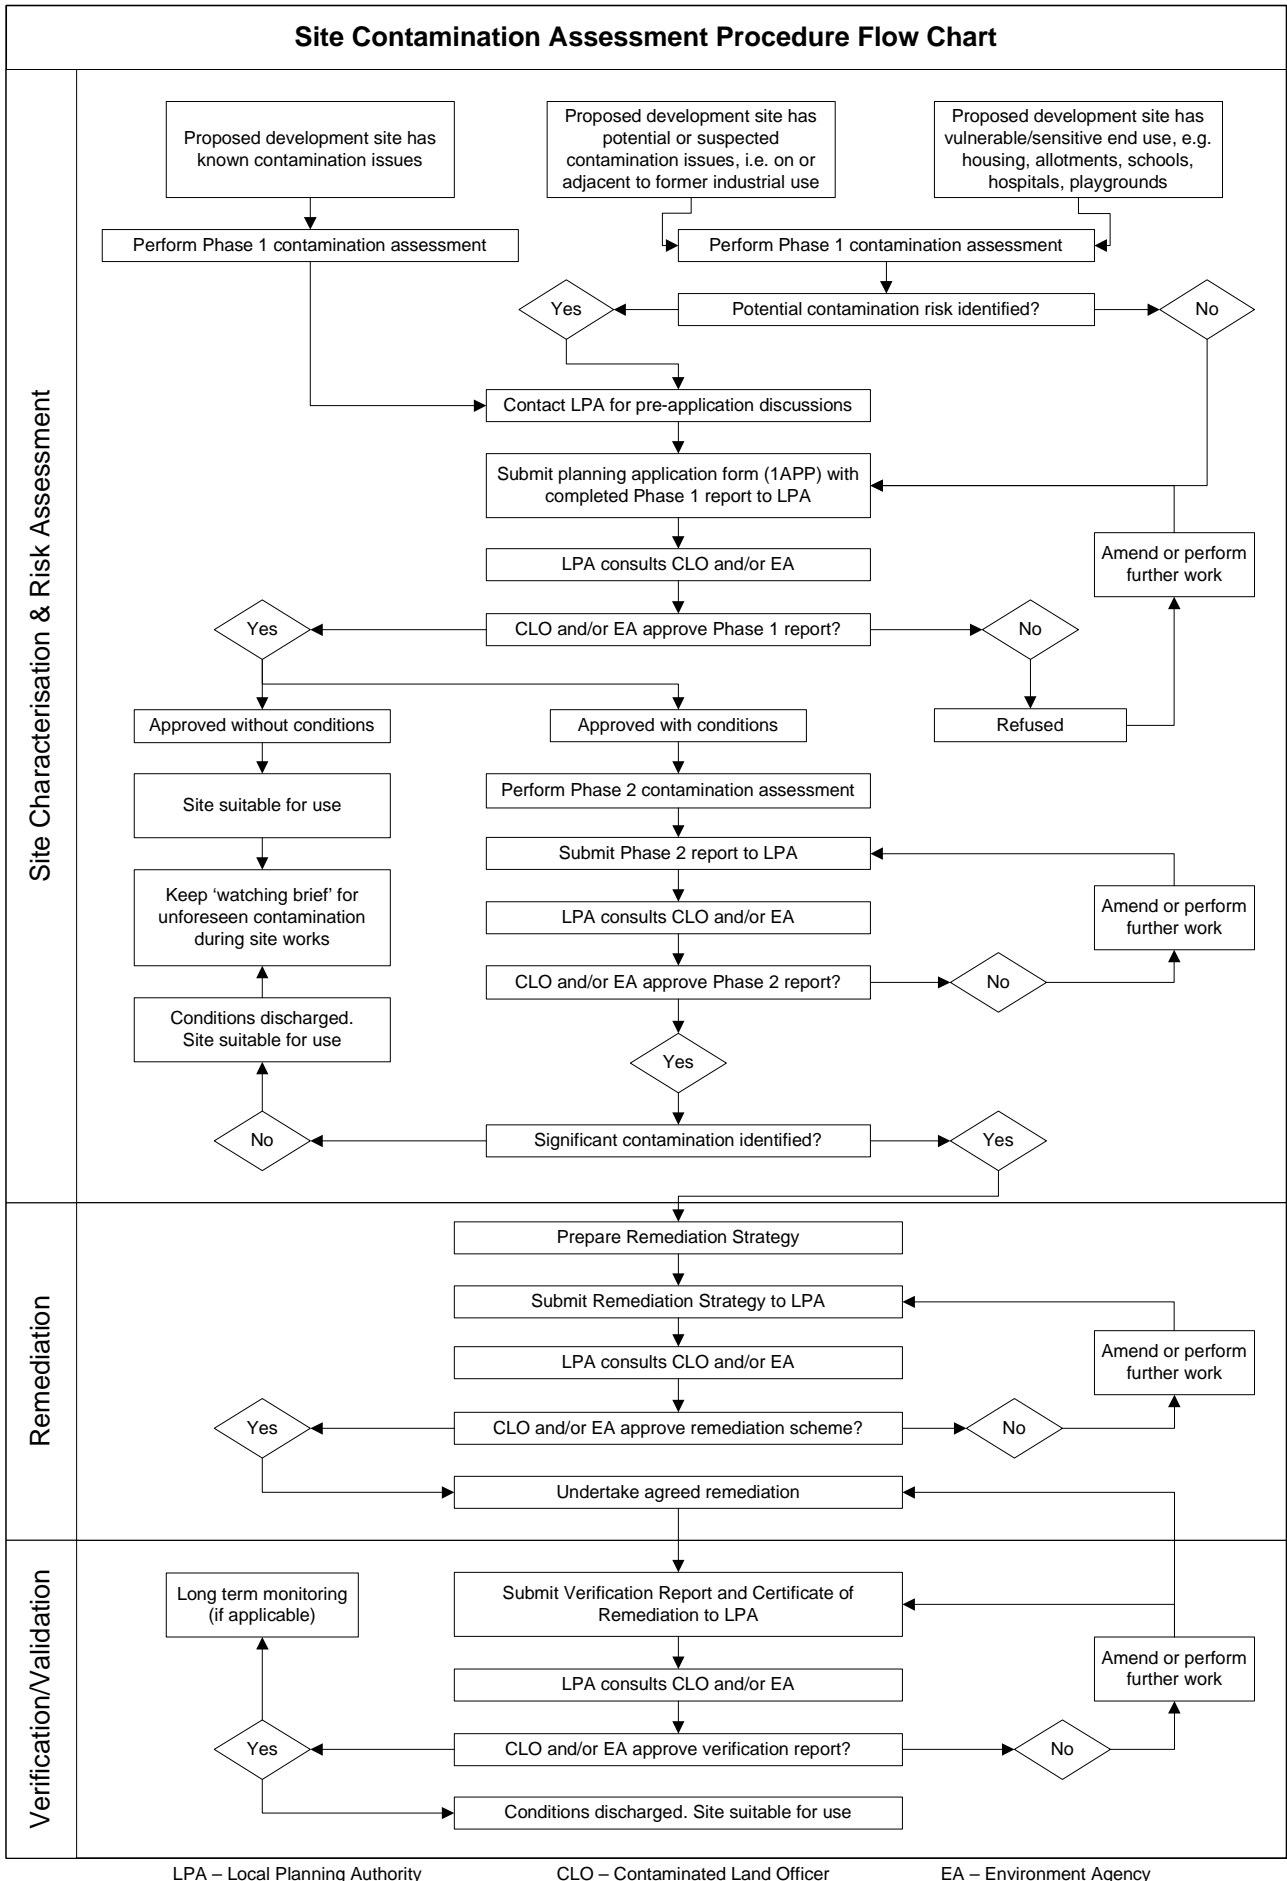 Site Contamination Assessment Procedure Flow Chart
Site Characterisation & Risk Assessment
Proposed development site has
known contamination issues
Proposed development site has
potential or suspected
contamination issues, i.e. on or
adjacent to former industrial use
Proposed development site has
vulnerable/sensitive end use, e.g.
housing, allotments, schools,
hospitals, playgrounds
Perform Phase 1 contamination assessment
Perform Phase 1 contamination assessment
Yes
Potential contamination risk identified?
No
Contact LPA for pre-application discussions
Submit planning application form (1APP) with
completed Phase 1 report to LPA
LPA consults CLO and/or EA
Amend or perform
further work
Yes
CLO and/or EA approve Phase 1 report?
No
Approved without conditions
Approved with conditions
Refused
Site suitable for use
Perform Phase 2 contamination assessment
Submit Phase 2 report to LPA
Keep ‘watching brief’ for
unforeseen contamination
during site works
LPA consults CLO and/or EA
Amend or perform
further work
CLO and/or EA approve Phase 2 report?
No
Conditions discharged.
Site suitable for use
Yes
No
Significant contamination identified?
Yes
Remediation
Prepare Remediation Strategy
Submit Remediation Strategy to LPA
LPA consults CLO and/or EA
Amend or perform
further work
Yes
CLO and/or EA approve remediation scheme?
No
Undertake agreed remediation
Verification/Validation
Long term monitoring
(if applicable)
Submit Verification Report and Certificate of
Remediation to LPA
LPA consults CLO and/or EA
Amend or perform
further work
Yes
CLO and/or EA approve verification report?
No
Conditions discharged. Site suitable for use
LPA – Local Planning Authority
CLO – Contaminated Land Officer
EA – Environment Agency